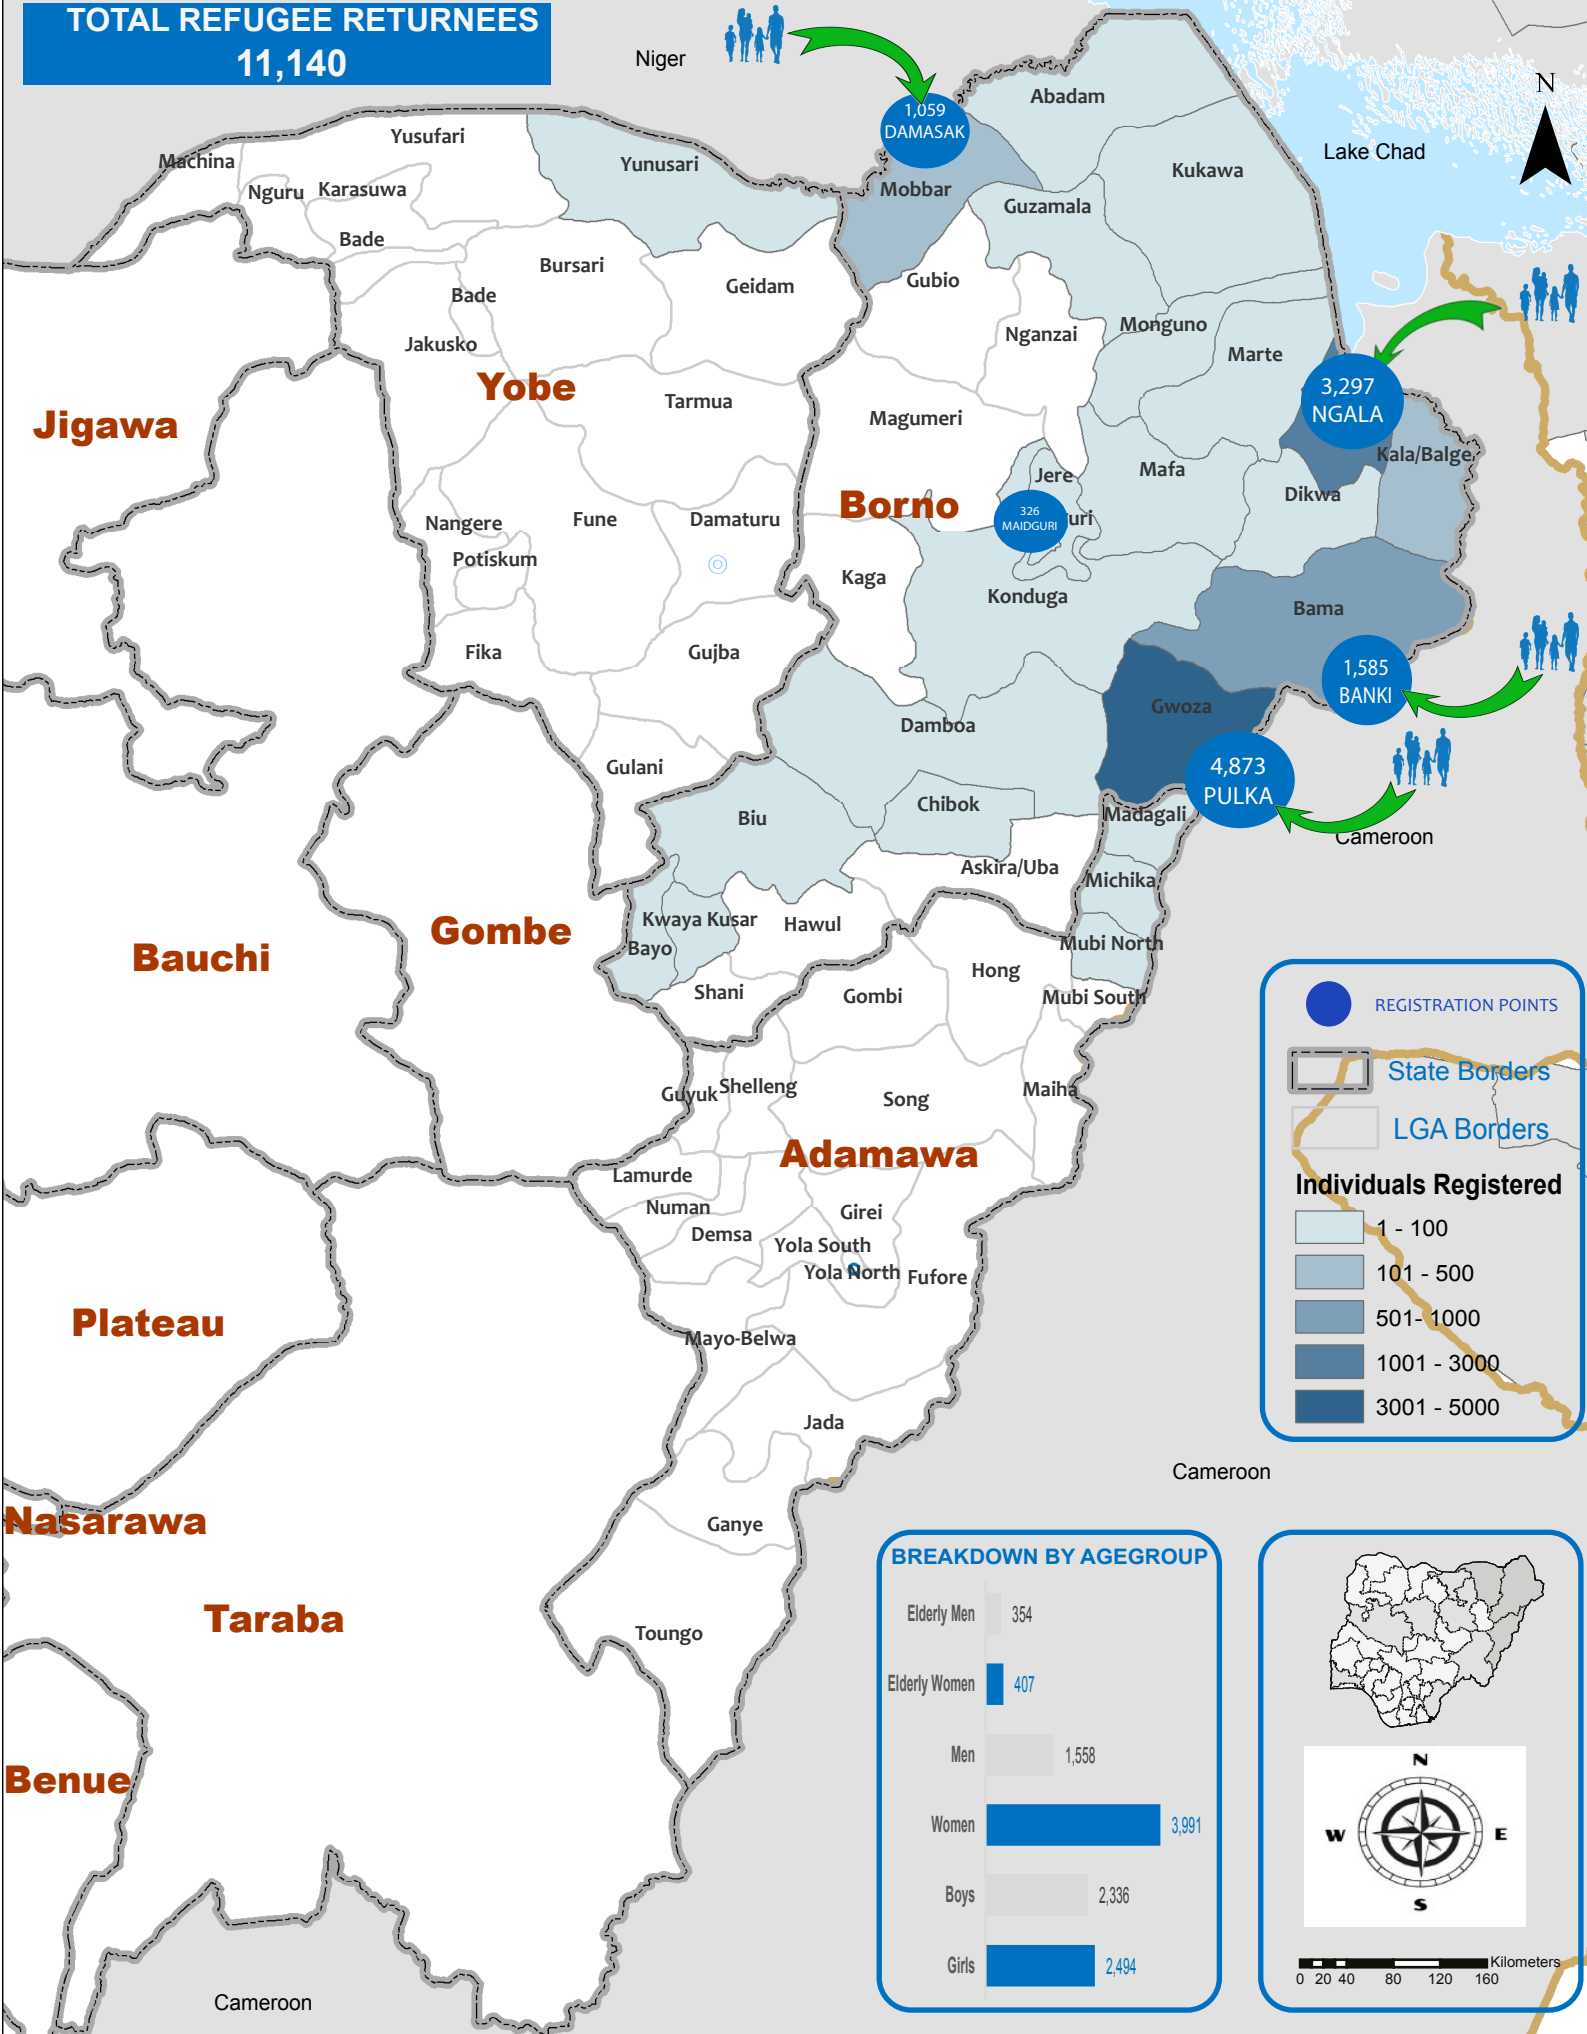 TOTAL REFUGEE RETURNEES
11,140
Niger
1,059
DAMASAK
Abadam
Lake Chad
N
Yusufari
Machina
Yunusari
Kukawa
Nguru
Karasuwa
Mobbar
Guzamala
Bade
Bursari
Geidam
Gubio
Bade
Jakusko
Nganzai
Monguno
Marte
Yobe
Tarmua
3,297
NGALA
Jigawa
Magumeri
Kala/Balge
Jere
Mafa
Dikwa
Borno
326
MAIDGURI
uri
Nangere
Fune
Damaturu
Potiskum
Kaga
Konduga
Bama
Fika
Gujba
1,585
BANKI
Gwoza
Damboa
Gulani
4,873
PULKA
Biu
Chibok
Madagali
Cameroon
Askira/Uba
Michika
Kwaya Kusar
Hawul
Bayo
Gombe
Mubi North
Bauchi
Hong
Shani
Gombi
Mubi South
REGISTRATION POINTS
State Borders
LGA Borders
Individuals Registered
1 - 100
101 - 500
501- 1000
1001 - 3000
3001 - 5000
Guyuk
Shelleng
Song
Maiha
Adamawa
Lamurde
Numan
Girei
Demsa
Yola South
Yola North
Fufore
Plateau
Mayo-Belwa
Jada
Cameroon
Nasarawa
Ganye
Taraba
Toungo
Benue
Cameroon
BREAKDOWN BY AGEGROUP
Elderly Men 354
Elderly Women 407
Men 1,558
Women 3,991
Boys 2,336
Girls 2,494
N
W E
S
Kilometers
0 20 40 80 120 160